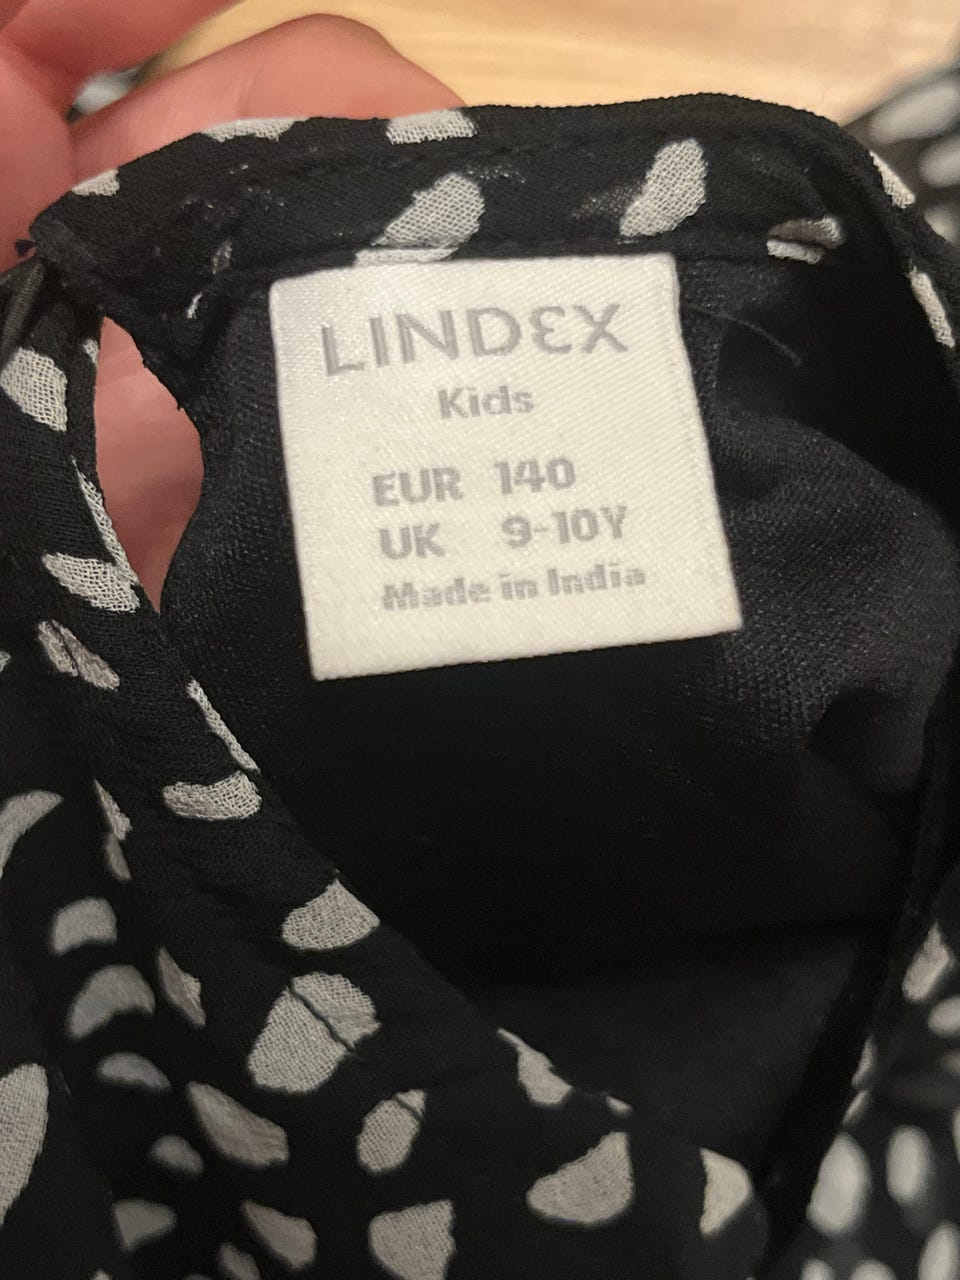 LINDEX
Kids
EUR 140
UK 9-10Y
Made in India